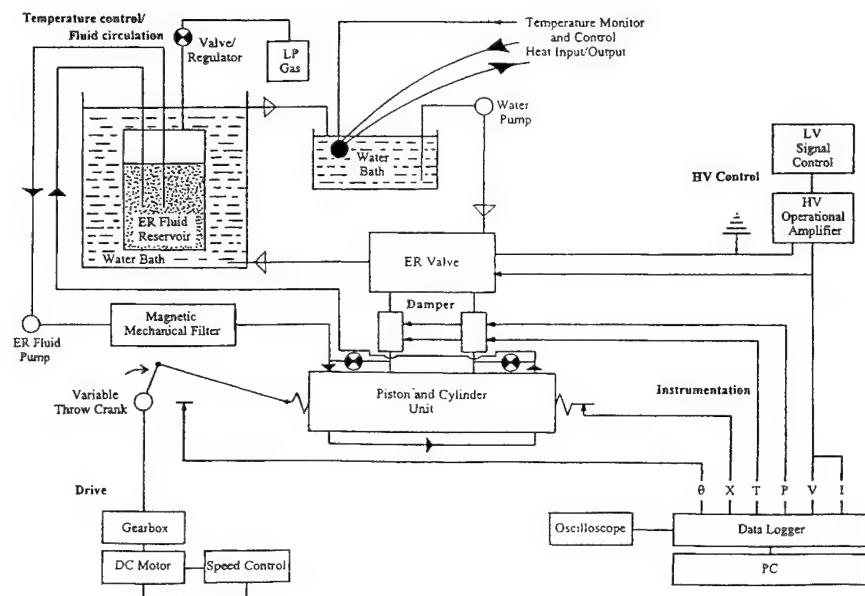 Temperature control/
Fluid circulation
Valve/
Regulator
LP
Gas
Temperature Monitor
and Control
Heat Input/Output
Water
Pump
Water
Bath
LV
Signal
Control
HV Control
HV
Operational
Amplifier
ER Fluid
Reservoir
Water Bath
ER Valve
Damper
Magnetic
Mechanical Filter
ER Fluid
Pump
Variable
Throw Crank
Piston and Cylinder
Unit
Instrumentation
θ X T P V I
Drive
Gearbox
Oscilloscope
Data Logger
DC Motor
Speed Control
PC